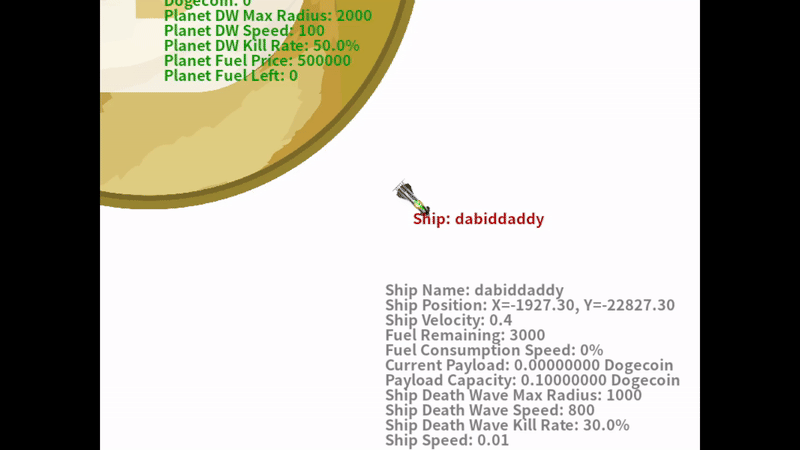 Dogecoin: 0
Planet DW Max Radius: 2000
Planet DW Speed: 100
Planet DW Kill Rate: 50.0%
Planet Fuel Price: 500000
Planet Fuel Left: 0
Ship: dabiddaddy
Ship Name: dabiddaddy
Ship Position: X=-1927.30, Y=-22827.30
Ship Velocity: 0.4
Fuel Remaining: 3000
Fuel Consumption Speed: 0%
Current Payload: 0.00000000 Dogecoin
Payload Capacity: 0.10000000 Dogecoin
Ship Death Wave Max Radius: 1000
Ship Death Wave Speed: 800
Ship Death Wave Kill Rate: 30.0%
Ship Speed: 0.01